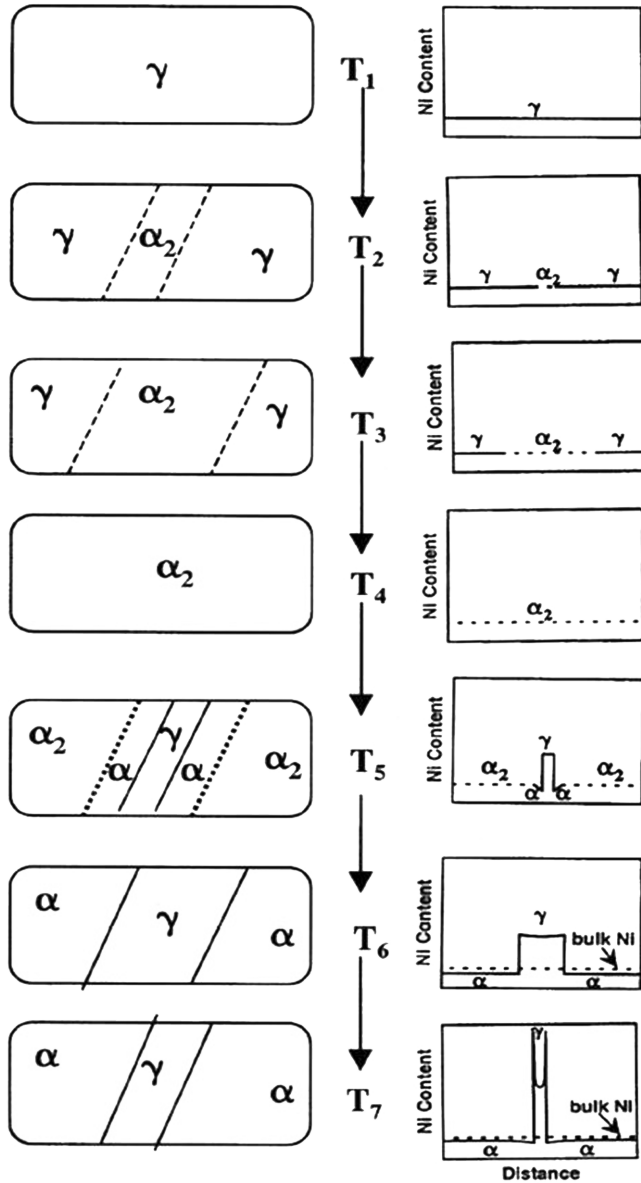 γ
T₁
Ni Content
γ
γ α₂ γ
T₂
Ni Content
γ α₂ γ
γ α₂ γ
T₃
Ni Content
γ α₂ γ
α₂
T₄
Ni Content
α₂
α₂ α γ α α₂
T₅
Ni Content
γ
α₂ α₂
α α
α γ α
T₆
Ni Content
γ
bulk Ni
α α
α γ α
T₇
Ni Content
γ
bulk Ni
α α
Distance